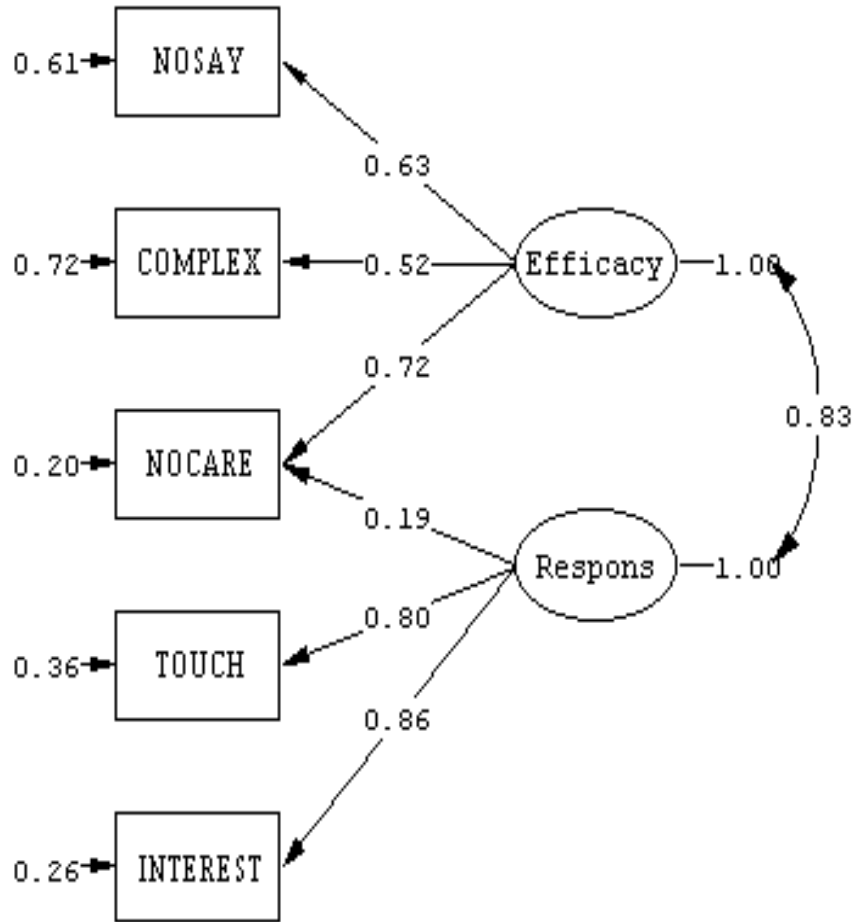 0.61 NOSAY
0.63
0.72 COMPLEX 0.52 Efficacy 1.00
0.72
0.83
0.20 NOCARE
0.19
Respons 1.00
0.80
0.36 TOUCH
0.86
0.26 INTEREST